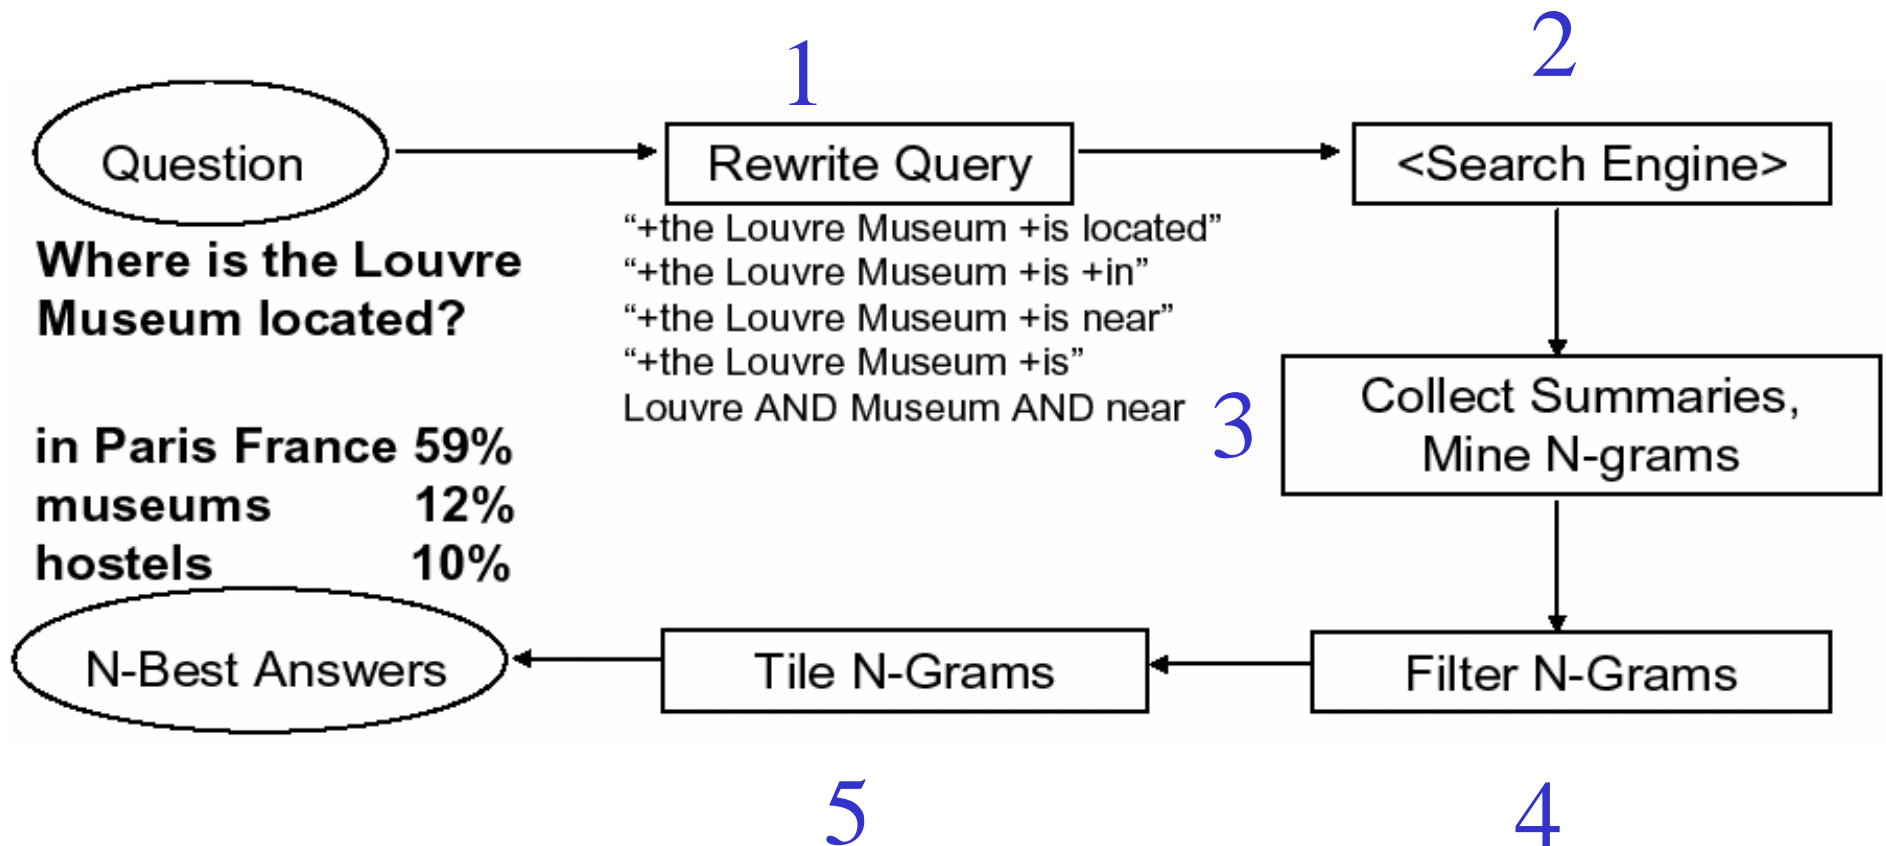 1
2
Question
Rewrite Query
<Search Engine>
Where is the Louvre
Museum located?
“+the Louvre Museum +is located”
“+the Louvre Museum +is +in”
“+the Louvre Museum +is near”
“+the Louvre Museum +is”
Louvre AND Museum AND near
3
Collect Summaries,
Mine N-grams
in Paris France 59%
museums 12%
hostels 10%
N-Best Answers
Tile N-Grams
Filter N-Grams
5
4